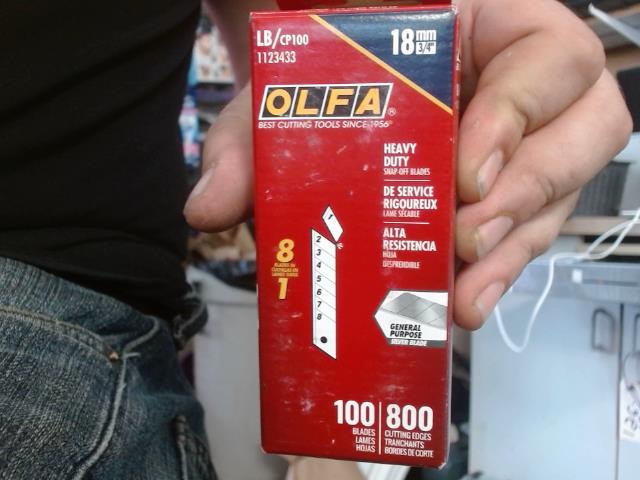 LB/CP100
1123433
18mm
3/4"
OLFA®
BEST CUTTING TOOLS SINCE 1956
HEAVY
DUTY
SNAP-OFF BLADES
DE SERVICE
RIGOUREUX
LAME SÉCABLE
ALTA
RESISTENCIA
HOJA
DESPRENDIBLE
1
2
3
4
5
6
7
8
8
BLADES IN
1
GENERAL
PURPOSE
SILVER BLADE
100
BLADES
LAMES
HOJAS
800
CUTTING EDGES
TRANCHANTS
BORDES DE CORTE